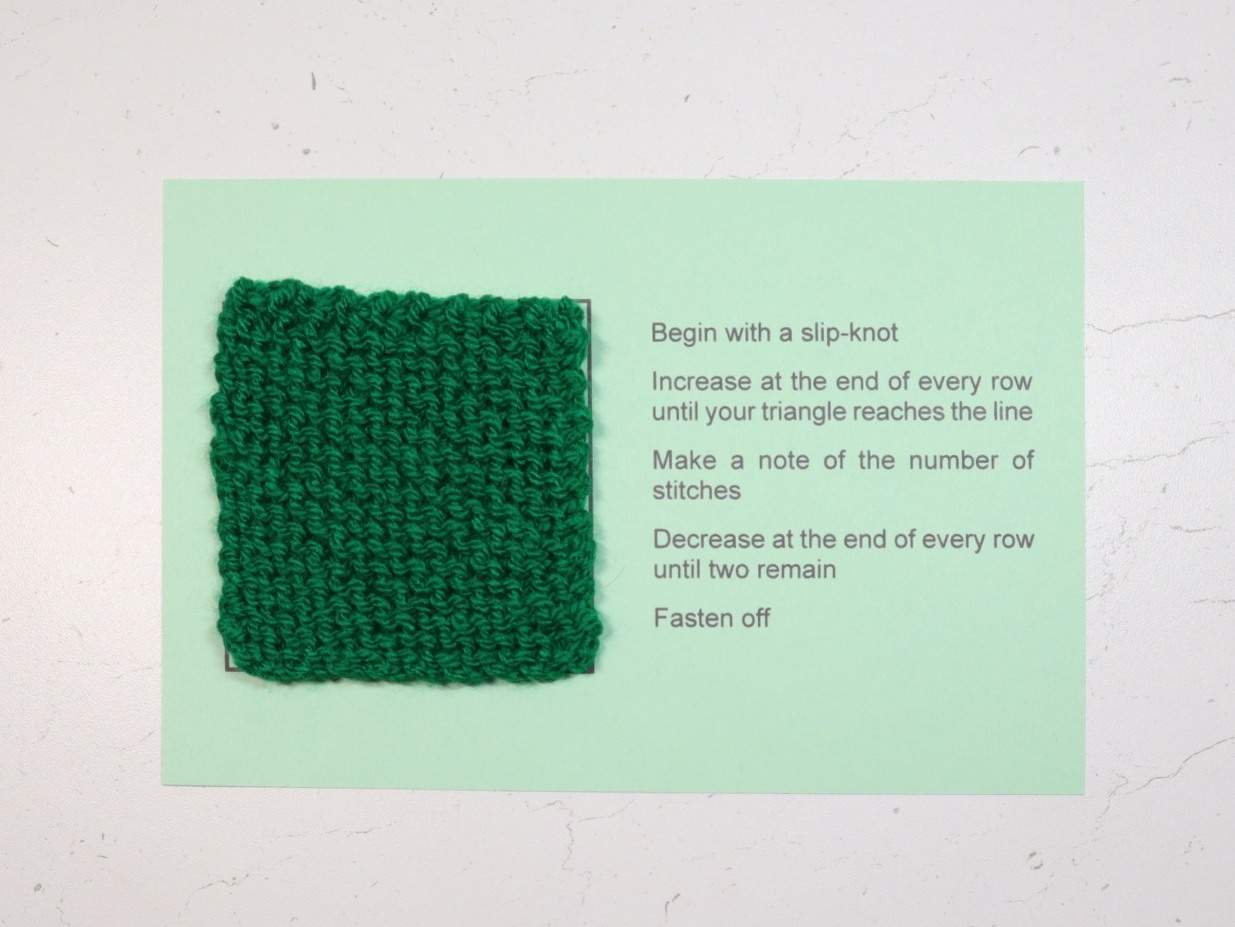 Begin with a slip-knot
Increase at the end of every row
until your triangle reaches the line
Make a note of the number of
stitches
Decrease at the end of every row
until two remain
Fasten off